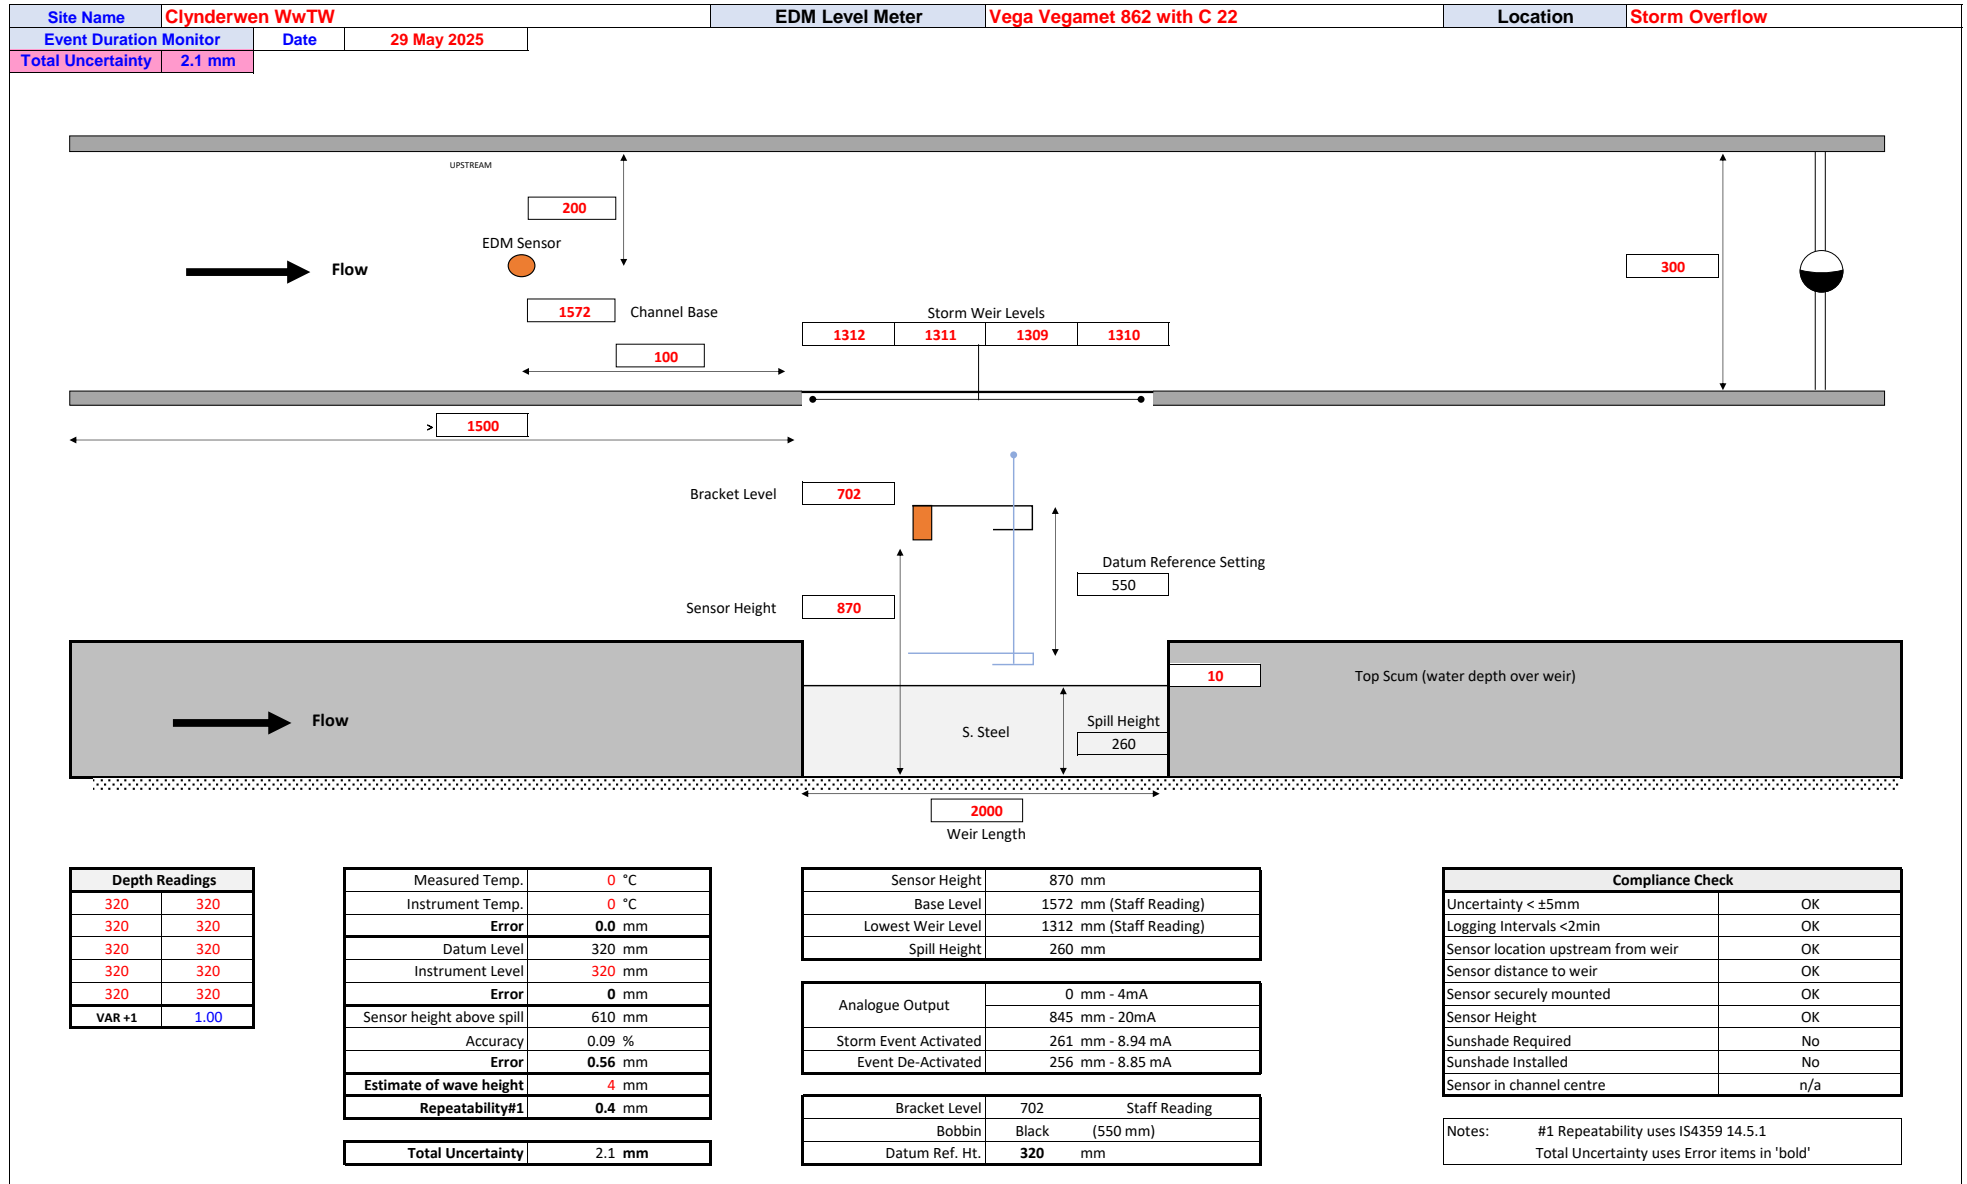 Site Name Clynderwen WwTW EDM Level Meter Vega Vegamet 862 with C 22 Location Storm Overflow
Event Duration Monitor Date 29 May 2025
Total Uncertainty 2.1 mm
UPSTREAM
200
EDM Sensor
Flow
300
1572 Channel Base
Storm Weir Levels
1312 1311 1309 1310
100
> 1500
Bracket Level 702
Datum Reference Setting
550
Sensor Height 870
10 Top Scum (water depth over weir)
Flow
S. Steel
Spill Height
260
2000
Weir Length
Depth Readings
320 320
320 320
320 320
320 320
320 320
VAR +1 1.00
Measured Temp. 0 °C
Instrument Temp. 0 °C
Error 0.0 mm
Datum Level 320 mm
Instrument Level 320 mm
Error 0 mm
Sensor height above spill 610 mm
Accuracy 0.09 %
Error 0.56 mm
Estimate of wave height 4 mm
Repeatability#1 0.4 mm
Total Uncertainty 2.1 mm
Sensor Height 870 mm
Base Level 1572 mm (Staff Reading)
Lowest Weir Level 1312 mm (Staff Reading)
Spill Height 260 mm
Analogue Output 0 mm - 4mA
845 mm - 20mA
Storm Event Activated 261 mm - 8.94 mA
Event De-Activated 256 mm - 8.85 mA
Bracket Level 702 Staff Reading
Bobbin Black (550 mm)
Datum Ref. Ht. 320 mm
Compliance Check
Uncertainty < ±5mm OK
Logging Intervals <2min OK
Sensor location upstream from weir OK
Sensor distance to weir OK
Sensor securely mounted OK
Sensor Height OK
Sunshade Required No
Sunshade Installed No
Sensor in channel centre n/a
Notes: #1 Repeatability uses IS4359 14.5.1
Total Uncertainty uses Error items in 'bold'